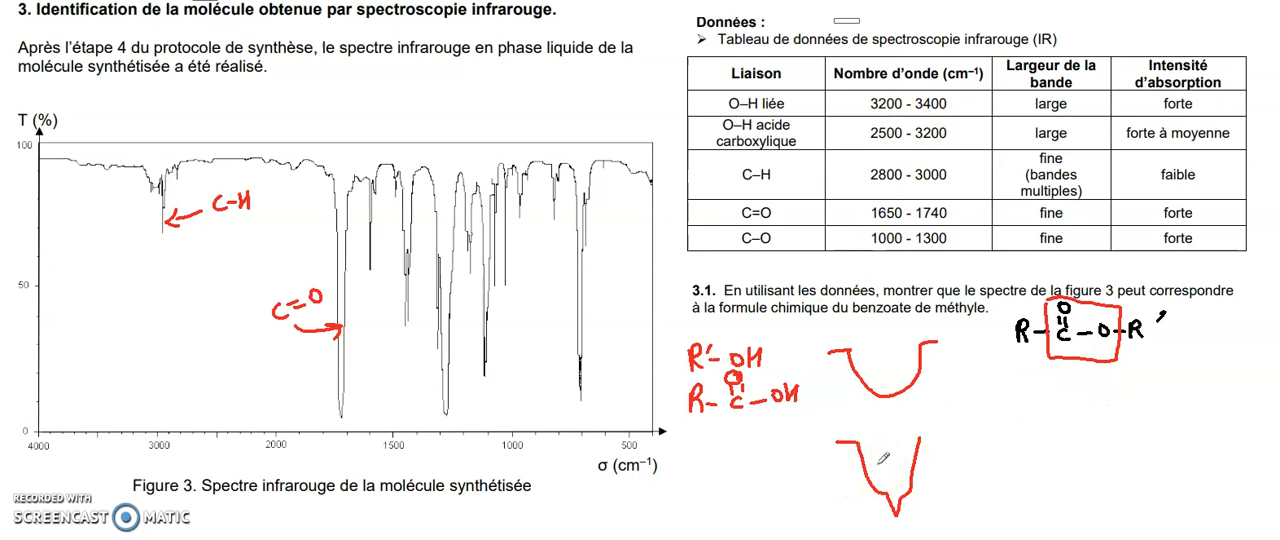 3. Identification de la molécule obtenue par spectroscopie infrarouge.
Après l'étape 4 du protocole de synthèse, le spectre infrarouge en phase liquide de la
molécule synthétisée a été réalisé.
T (%)
100
50
0
4000 3000 2000 1500 1000 500
σ (cm⁻¹)
C-H
C=O
Figure 3. Spectre infrarouge de la molécule synthétisée
RECORDED WITH
SCREENCAST MATIC
Données :
➤ Tableau de données de spectroscopie infrarouge (IR)
Liaison | Nombre d'onde (cm⁻¹) | Largeur de la bande | Intensité d'absorption
O–H liée | 3200 - 3400 | large | forte
O–H acide carboxylique | 2500 - 3200 | large | forte à moyenne
C–H | 2800 - 3000 | fine (bandes multiples) | faible
C=O | 1650 - 1740 | fine | forte
C–O | 1000 - 1300 | fine | forte
3.1. En utilisant les données, montrer que le spectre de la figure 3 peut correspondre
à la formule chimique du benzoate de méthyle.
O
R-C-O-R'
R'-OH
O
R-C-OH